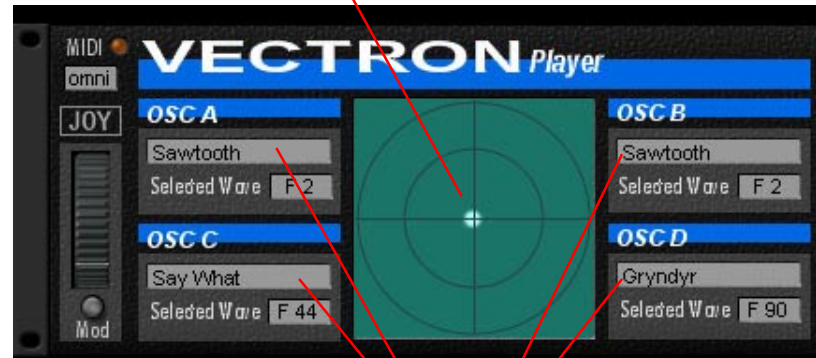 MIDI
omni
VECTRON Player
JOY
OSC A
Sawtooth
Selected Wave F 2
OSC B
Sawtooth
Selected Wave F 2
OSC C
Say What
Selected Wave F 44
OSC D
Gryndyr
Selected Wave F 90
Mod